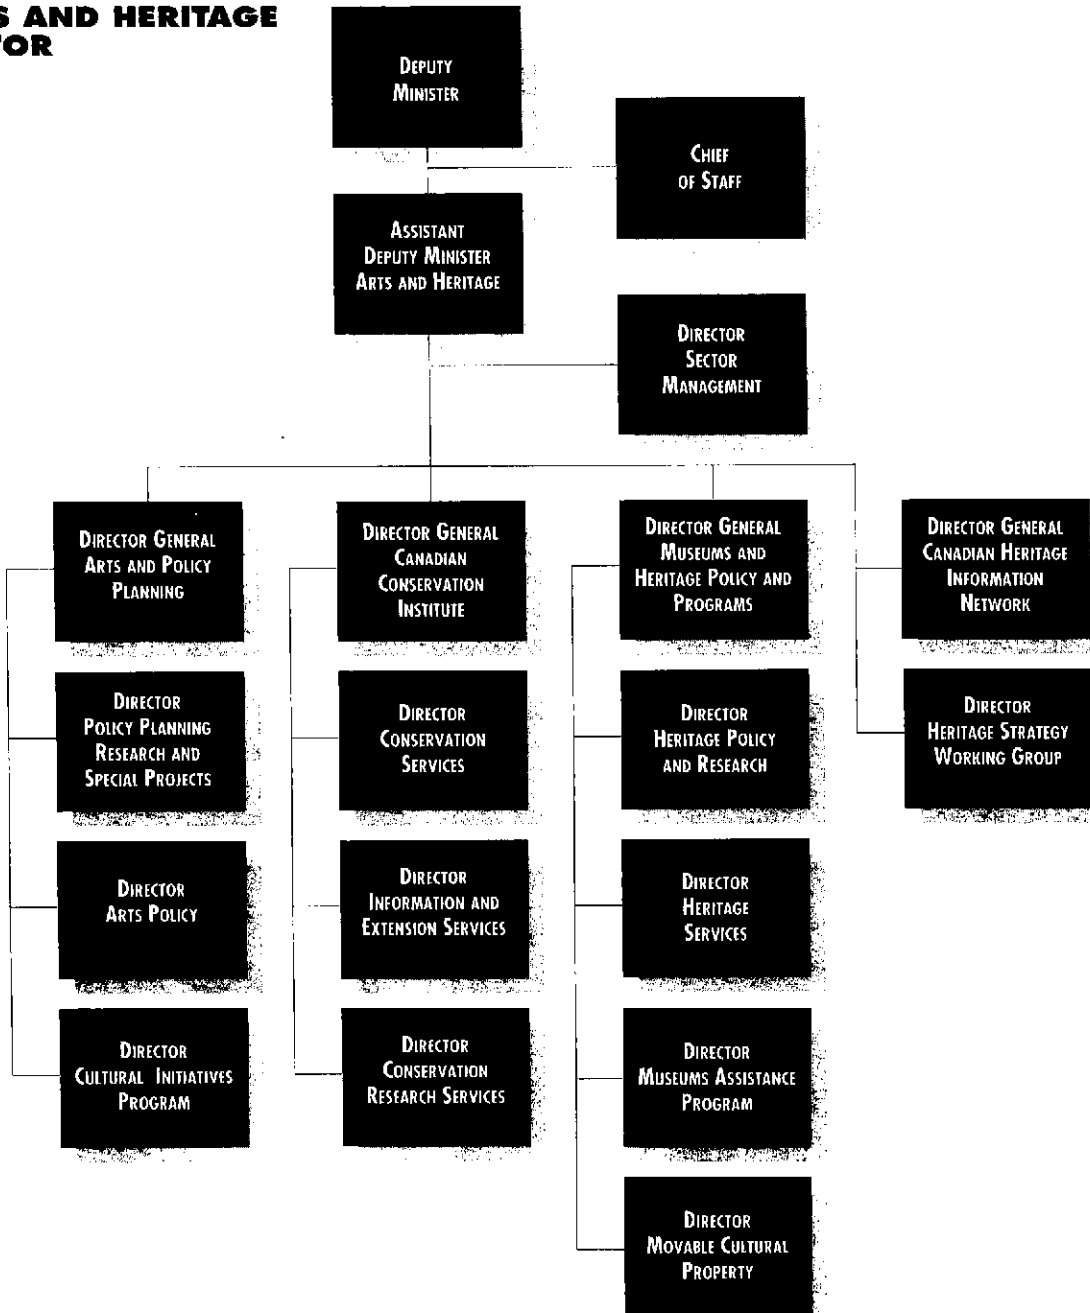 AND HERITAGE
DEPUTY
MINISTER
CHIEF
OF STAFF
ASSISTANT
DEPUTY MINISTER
ARTS AND HERITAGE
DIRECTOR
SECTOR
MANAGEMENT
DIRECTOR GENERAL
ARTS AND POLICY
PLANNING
DIRECTOR
POLICY PLANNING
RESEARCH AND
SPECIAL PROJECTS
DIRECTOR
ARTS POLICY
DIRECTOR
CULTURAL INITIATIVES
PROGRAM
DIRECTOR GENERAL
CANADIAN
CONSERVATION
INSTITUTE
DIRECTOR
CONSERVATION
SERVICES
DIRECTOR
INFORMATION AND
EXTENSION SERVICES
DIRECTOR
CONSERVATION
RESEARCH SERVICES
DIRECTOR GENERAL
MUSEUMS AND
HERITAGE POLICY AND
PROGRAMS
DIRECTOR
HERITAGE POLICY
AND RESEARCH
DIRECTOR
HERITAGE
SERVICES
DIRECTOR
MUSEUMS ASSISTANCE
PROGRAM
DIRECTOR
MOVABLE CULTURAL
PROPERTY
DIRECTOR GENERAL
CANADIAN HERITAGE
INFORMATION
NETWORK
DIRECTOR
HERITAGE STRATEGY
WORKING GROUP